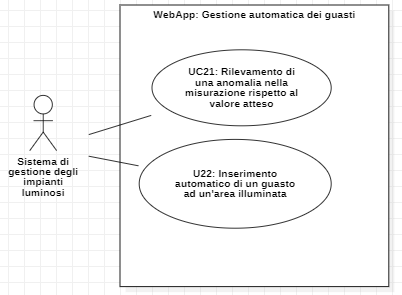 WebApp: Gestione automatica dei guasti
UC21: Rilevamento di
una anomalia nella
misurazione rispetto al
valore atteso
Sistema di
gestione degli
impianti
luminosi
U22: Inserimento
automatico di un guasto
ad un'area illuminata